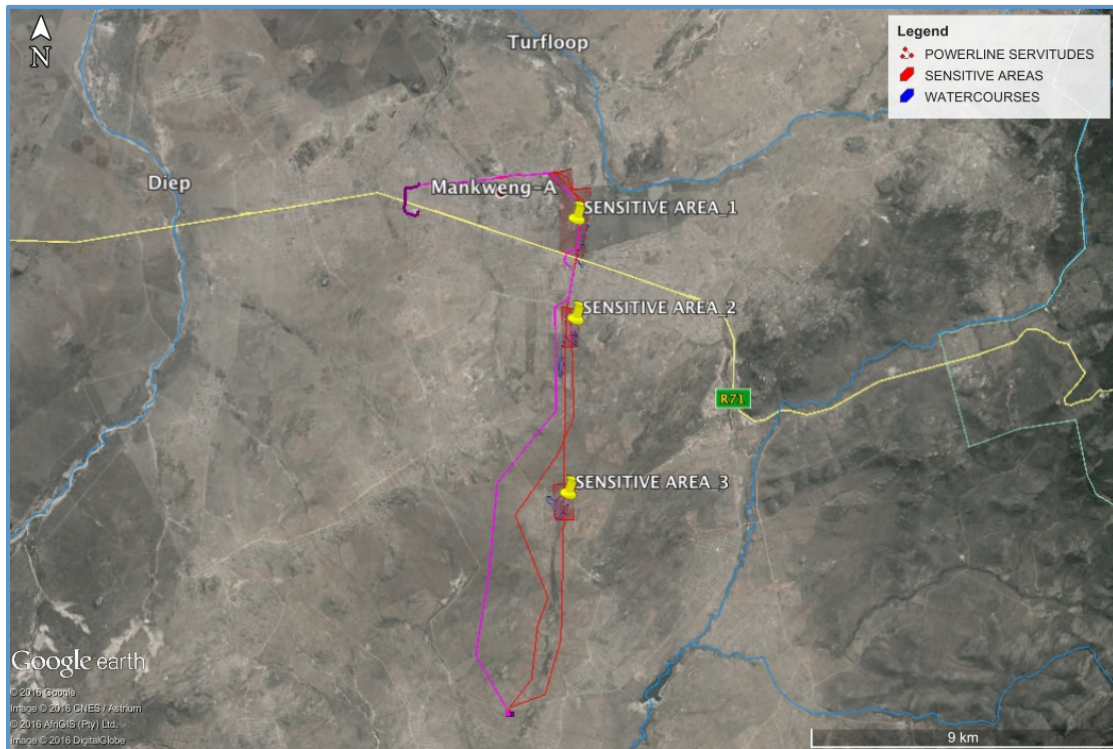 N
Turfloop
Legend
POWERLINE SERVITUDES
SENSITIVE AREAS
WATERCOURSES
Diep
Mankweng-A
SENSITIVE AREA_1
SENSITIVE AREA_2
R71
SENSITIVE AREA_3
Google earth
© 2016 Google
Image © 2016 CNES / Astrium
© 2016 AfriGIS (Pty) Ltd.
Image © 2016 DigitalGlobe
9 km